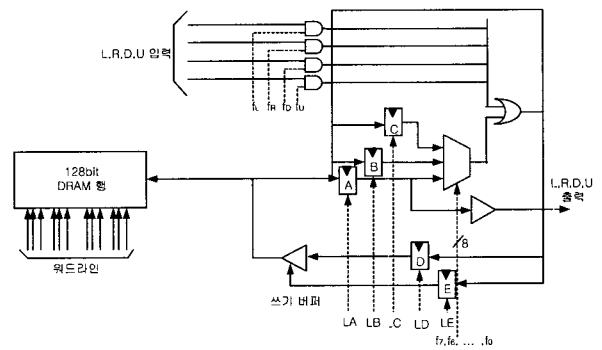 L.R.D.U 입력
fL fR fD fU
C
B
A
128bit
DRAM 행
워드라인
L.R.D.U
출력
8
D
E
쓰기 버퍼
LA LB LC LD LE
f7,f6, ... ,f0